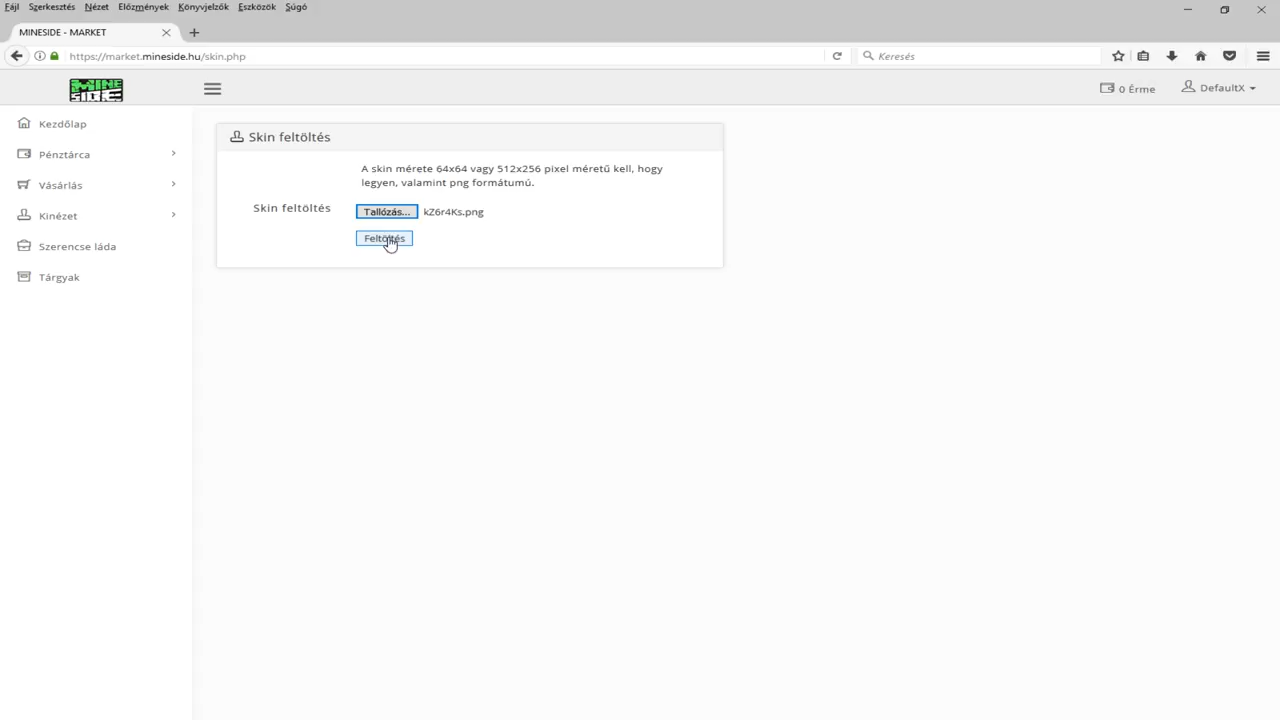 Fájl Szerkesztés Nézet Előzmények Könyvjelzők Eszközök Súgó
MINESIDE - MARKET
https://market.mineside.hu/skin.php
Keresés
MINE
SIDE
0 Érme
DefaultX
Kezdőlap
Pénztárca
Vásárlás
Kinézet
Szerencse láda
Tárgyak
Skin feltöltés
A skin mérete 64x64 vagy 512x256 pixel méretű kell, hogy
legyen, valamint png formátumú.
Skin feltöltés
Tallózás... kZ6r4Ks.png
Feltöltés